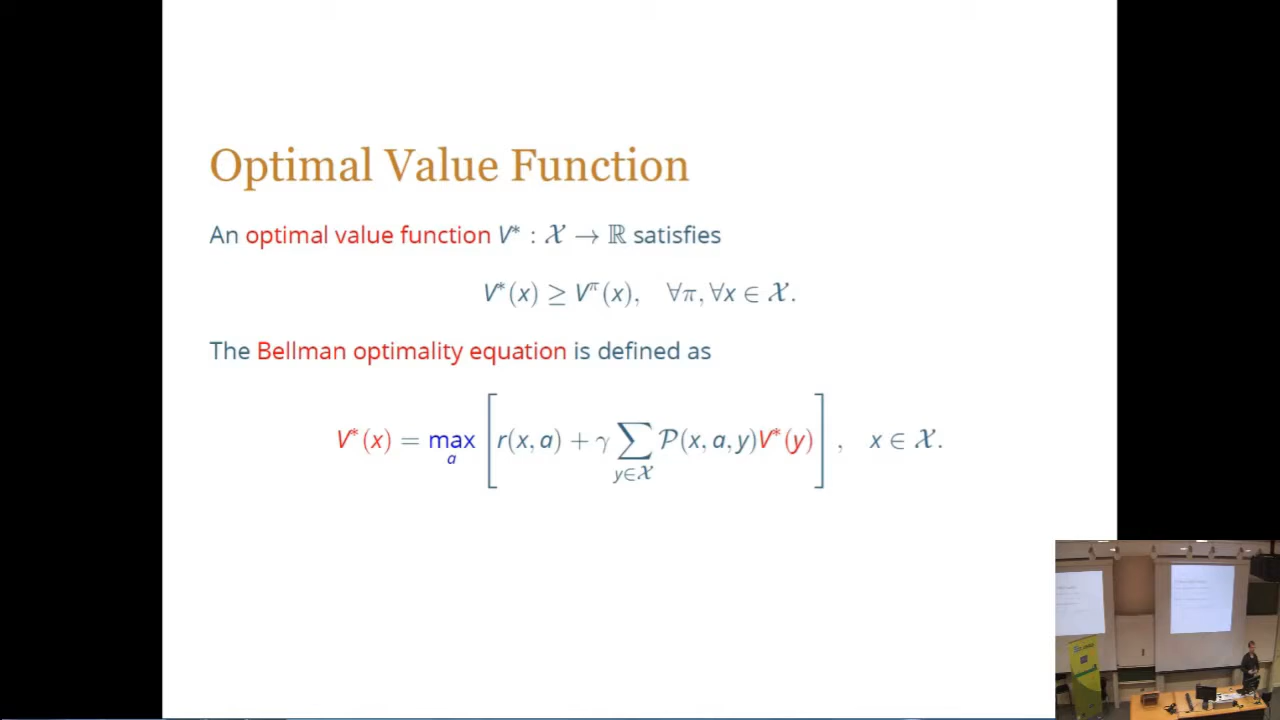 Optimal Value Function
An optimal value function V* : 𝒳 → ℝ satisfies
V*(x) ≥ V^π(x), ∀π, ∀x ∈ 𝒳.
The Bellman optimality equation is defined as
V*(x) = max_a [ r(x, a) + γ ∑_{y∈𝒳} 𝒫(x, a, y)V*(y) ] , x ∈ 𝒳.